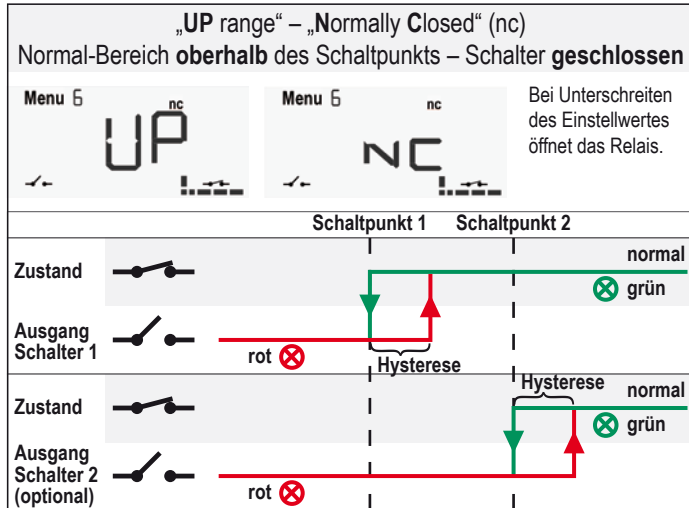 „UP range“ – „Normally Closed“ (nc)
Normal-Bereich oberhalb des Schaltpunkts – Schalter geschlossen
Menu 6
nc
UP
Menu 6
nc
NC
Bei Unterschreiten
des Einstellwertes
öffnet das Relais.
Schaltpunkt 1
Schaltpunkt 2
Zustand
normal
grün
Ausgang
Schalter 1
rot
Hysterese
Zustand
Hysterese
normal
grün
Ausgang
Schalter 2
(optional)
rot